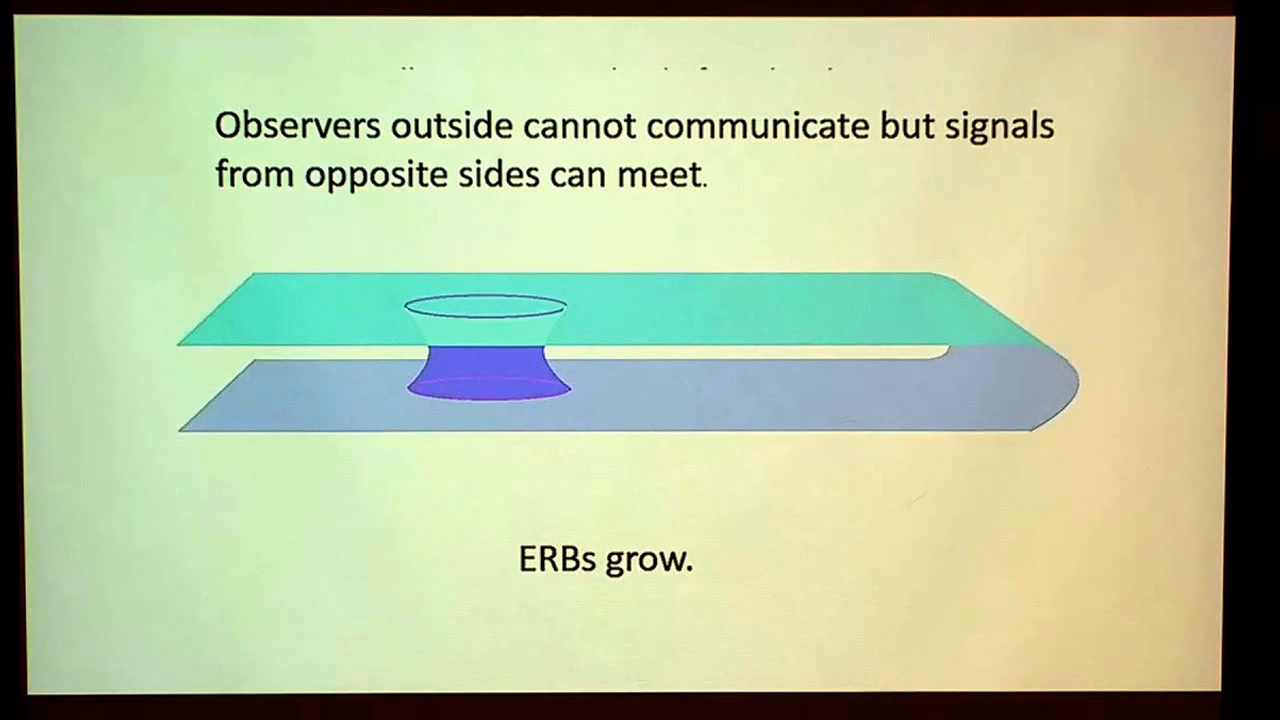 Observers outside cannot communicate but signals
from opposite sides can meet.
ERBs grow.